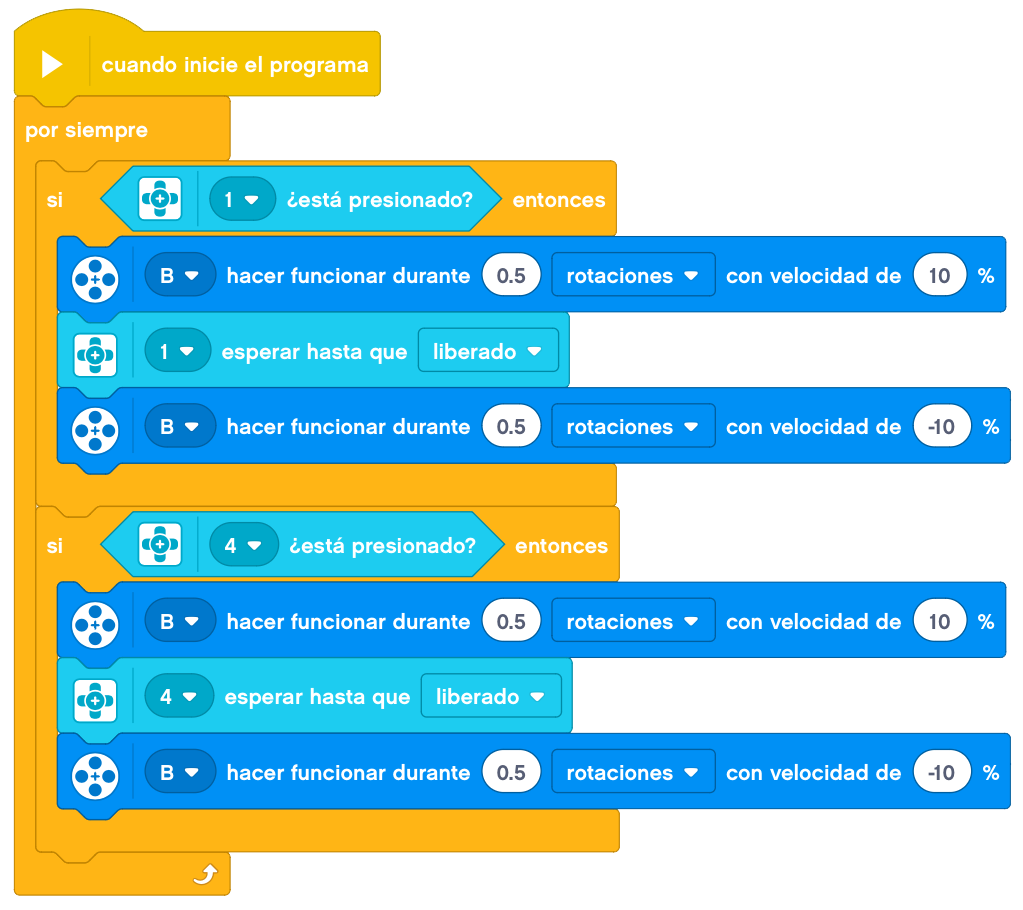 cuando inicie el programa
por siempre
si 1 ¿está presionado? entonces
B hacer funcionar durante 0.5 rotaciones con velocidad de 10 %
1 esperar hasta que liberado
B hacer funcionar durante 0.5 rotaciones con velocidad de -10 %
si 4 ¿está presionado? entonces
B hacer funcionar durante 0.5 rotaciones con velocidad de 10 %
4 esperar hasta que liberado
B hacer funcionar durante 0.5 rotaciones con velocidad de -10 %